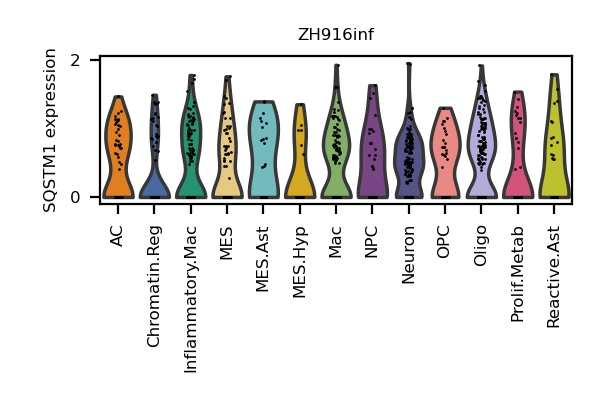 ZH916inf
SQSTM1 expression
2
0
AC
Chromatin.Reg
Inflammatory.Mac
MES
MES.Ast
MES.Hyp
Mac
NPC
Neuron
OPC
Oligo
Prolif.Metab
Reactive.Ast